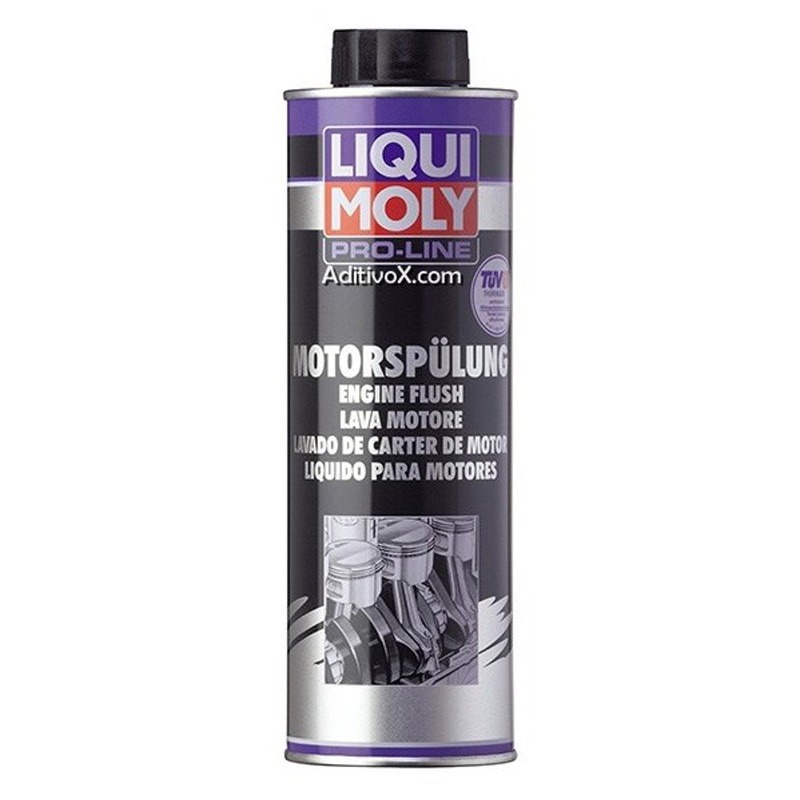 LIQUI
MOLY
PRO-LINE
AditivoX.com
TÜV
THÜRINGEN
MOTORSPÜLUNG
ENGINE FLUSH
LAVA MOTORE
LAVADO DE CARTER DE MOTOR
LIQUIDO PARA MOTORES